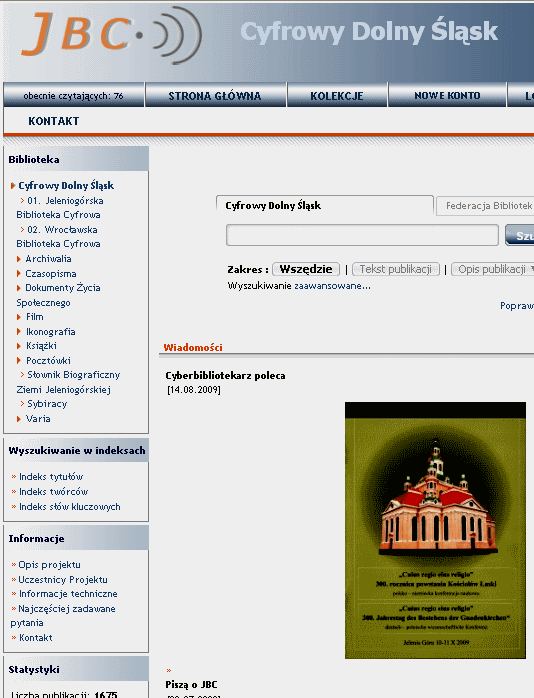 JBC
Cyfrowy Dolny Śląsk
obecnie czytających: 76
STRONA GŁÓWNA
KOLEKCJE
NOWE KONTO
KONTAKT
Biblioteka
Cyfrowy Dolny Śląsk
01. Jeleniogórska
Biblioteka Cyfrowa
02. Wrocławska
Biblioteka Cyfrowa
Archiwalia
Czasopisma
Dokumenty Życia
Społecznego
Film
Ikonografia
Książki
Pocztówki
Słownik Biograficzny
Ziemi Jeleniogórskiej
Sybiracy
Varia
Wyszukiwanie w indeksach
» Indeks tytułów
» Indeks twórców
» Indeks słów kluczowych
Informacje
» Opis projektu
» Uczestnicy Projektu
» Informacje techniczne
» Najczęściej zadawane
pytania
» Kontakt
Statystyki
Liczba publikacji: 1675
Cyfrowy Dolny Śląsk
Federacja Bibliotek
Szu
Zakres : Wszędzie | Tekst publikacji | Opis publikacji
Wyszukiwanie zaawansowane...
Popraw
Wiadomości
Cyberbibliotekarz poleca
[14.08.2009]
„Cuius regio eius religio”
300. rocznica powstania Kościołów Łaski
polsko - niemiecka konferencja naukowa
„Cuius regio eius religio”
300. Jahrestag des Bestehens der Gnadenkirchen
deutsch - polnische wissenschaftliche Konferenz
Jelenia Góra 10-11 X 2009
»
Piszą o JBC